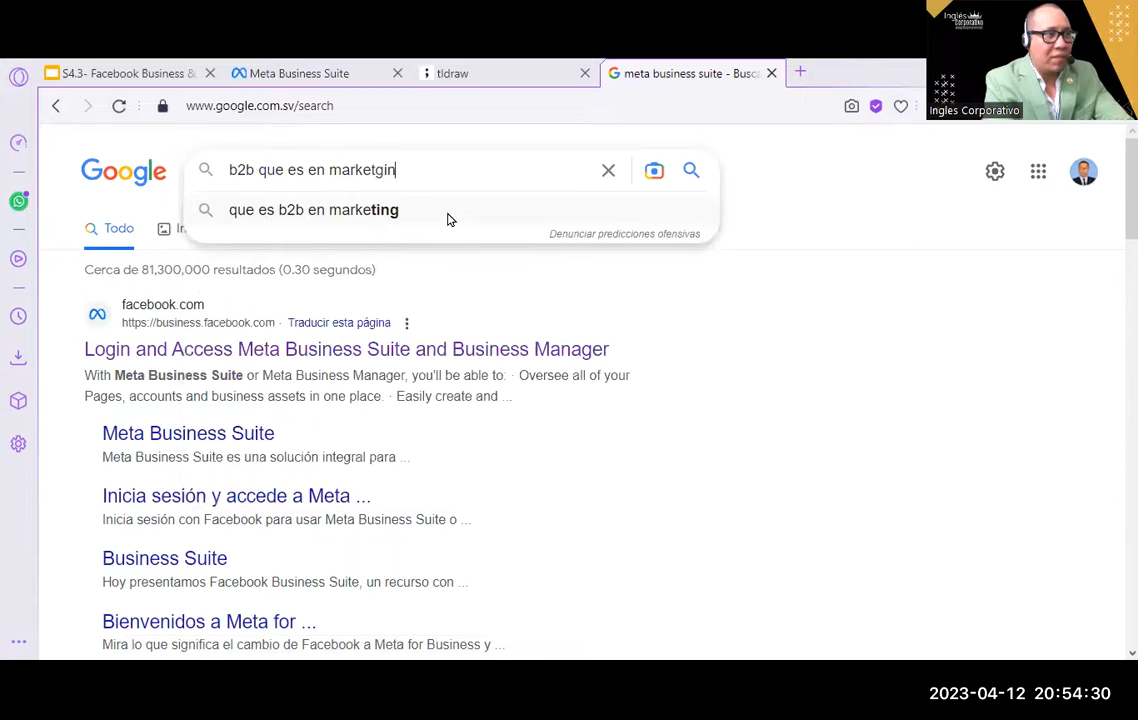 Inglés
corporativo
Ingles Corporativo
S4.3- Facebook Business &
Meta Business Suite
tldraw
meta business suite - Busca
www.google.com.sv/search
Google
b2b que es en marketgin
que es b2b en marketing
Denunciar predicciones ofensivas
Todo
Cerca de 81,300,000 resultados (0.30 segundos)
facebook.com
https://business.facebook.com · Traducir esta página
Login and Access Meta Business Suite and Business Manager
With Meta Business Suite or Meta Business Manager, you'll be able to: · Oversee all of your
Pages, accounts and business assets in one place. · Easily create and ...
Meta Business Suite
Meta Business Suite es una solución integral para ...
Inicia sesión y accede a Meta ...
Inicia sesión con Facebook para usar Meta Business Suite o ...
Business Suite
Hoy presentamos Facebook Business Suite, un recurso con ...
Bienvenidos a Meta for ...
Mira lo que significa el cambio de Facebook a Meta for Business y ...
2023-04-12 20:54:30